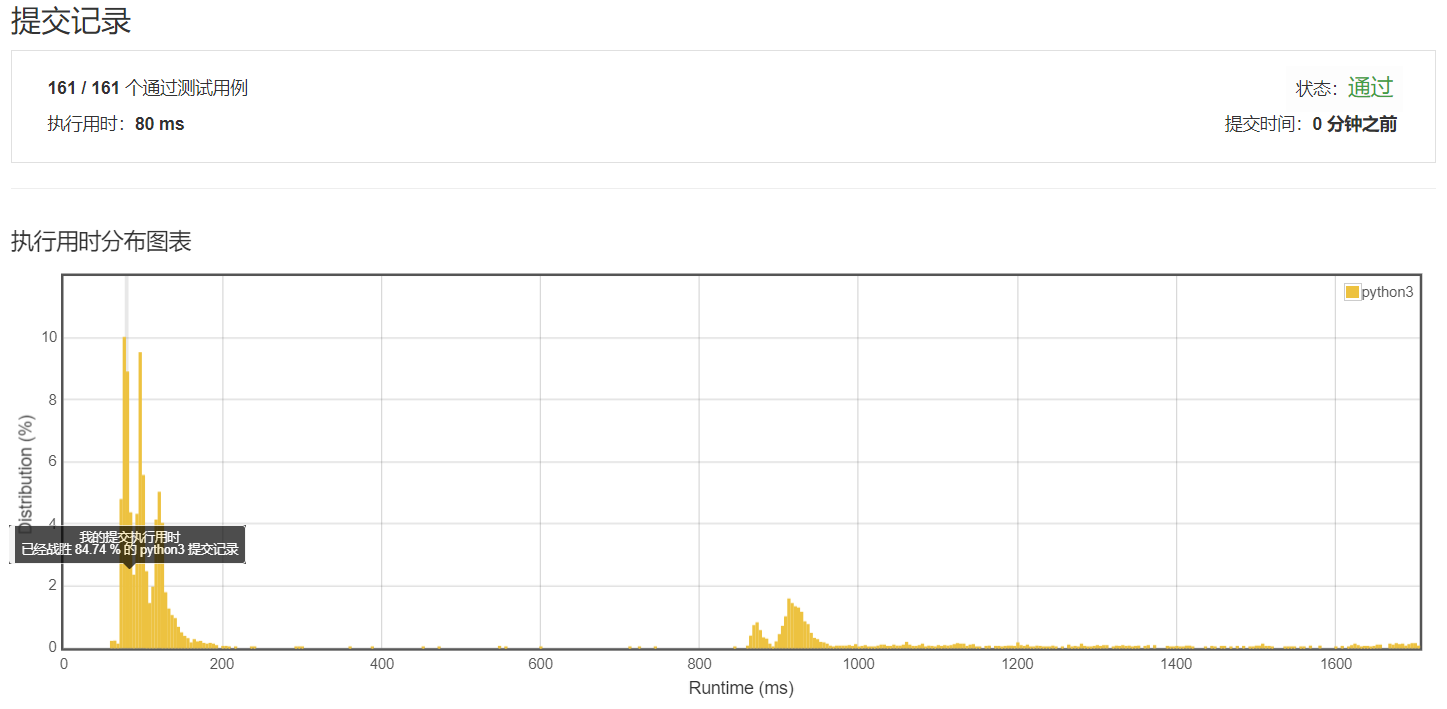 提交记录
161 / 161 个通过测试用例
状态：通过
执行用时：80 ms
提交时间：0 分钟之前
执行用时分布图表
python3
10
8
6
4
2
0
Distribution (%)
我的提交执行用时
已经战胜 84.74 % 的 python3 提交记录
0
200
400
600
800
1000
1200
1400
1600
Runtime (ms)